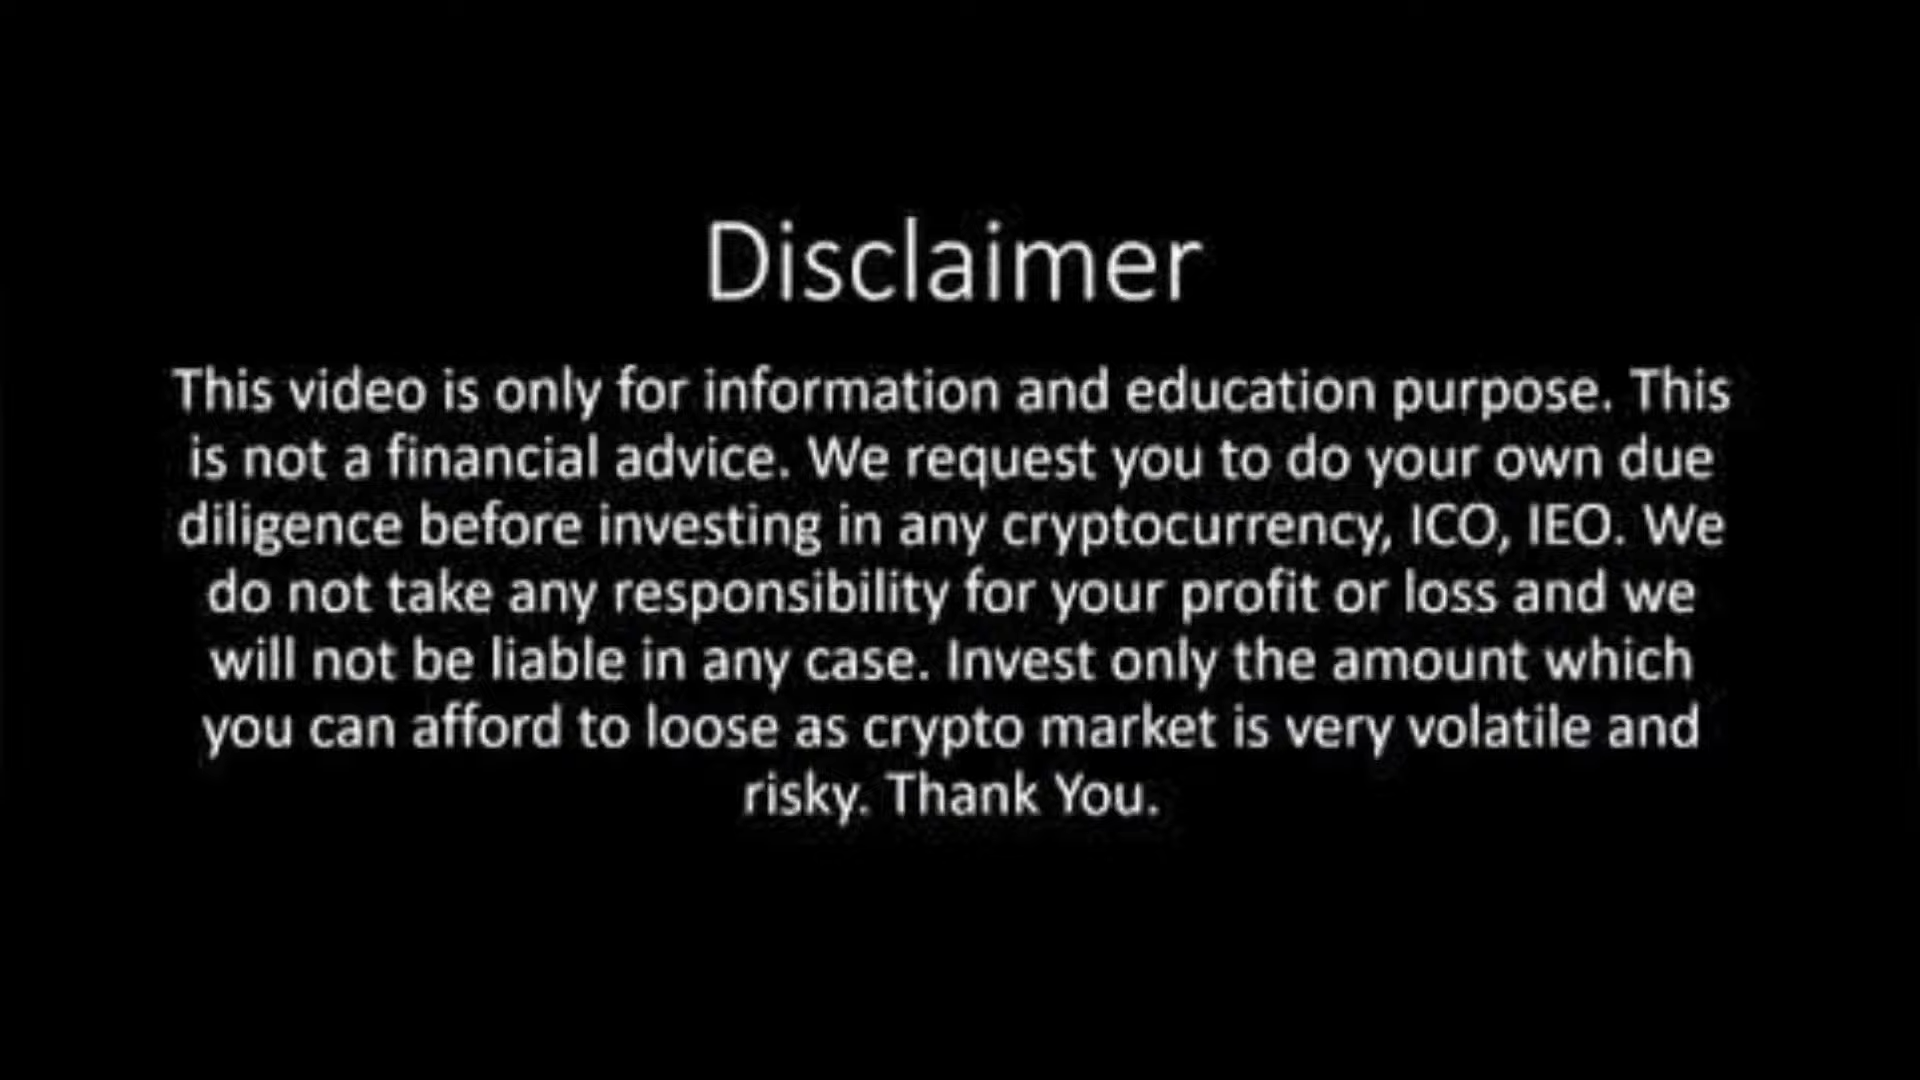 Disclaimer
This video is only for information and education purpose. This
is not a financial advice. We request you to do your own due
diligence before investing in any cryptocurrency, ICO, IEO. We
do not take any responsibility for your profit or loss and we
will not be liable in any case. Invest only the amount which
you can afford to loose as crypto market is very volatile and
risky. Thank You.